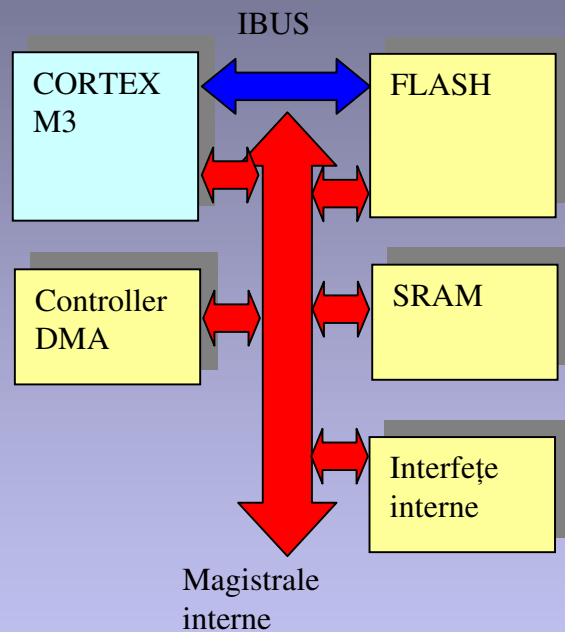 IBUS
CORTEX
M3
FLASH
Controller
DMA
SRAM
Interfețe
interne
Magistrale
interne